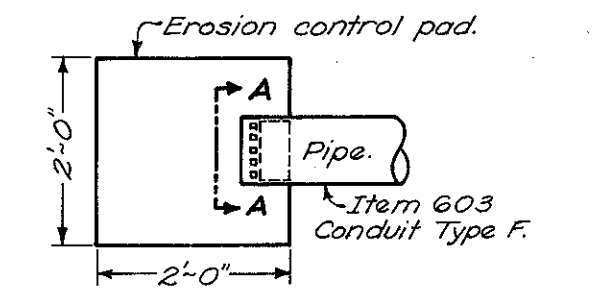 Erosion control pad.
A
2'~0"
Pipe.
A
Item 603
Conduit Type F.
2'~0"